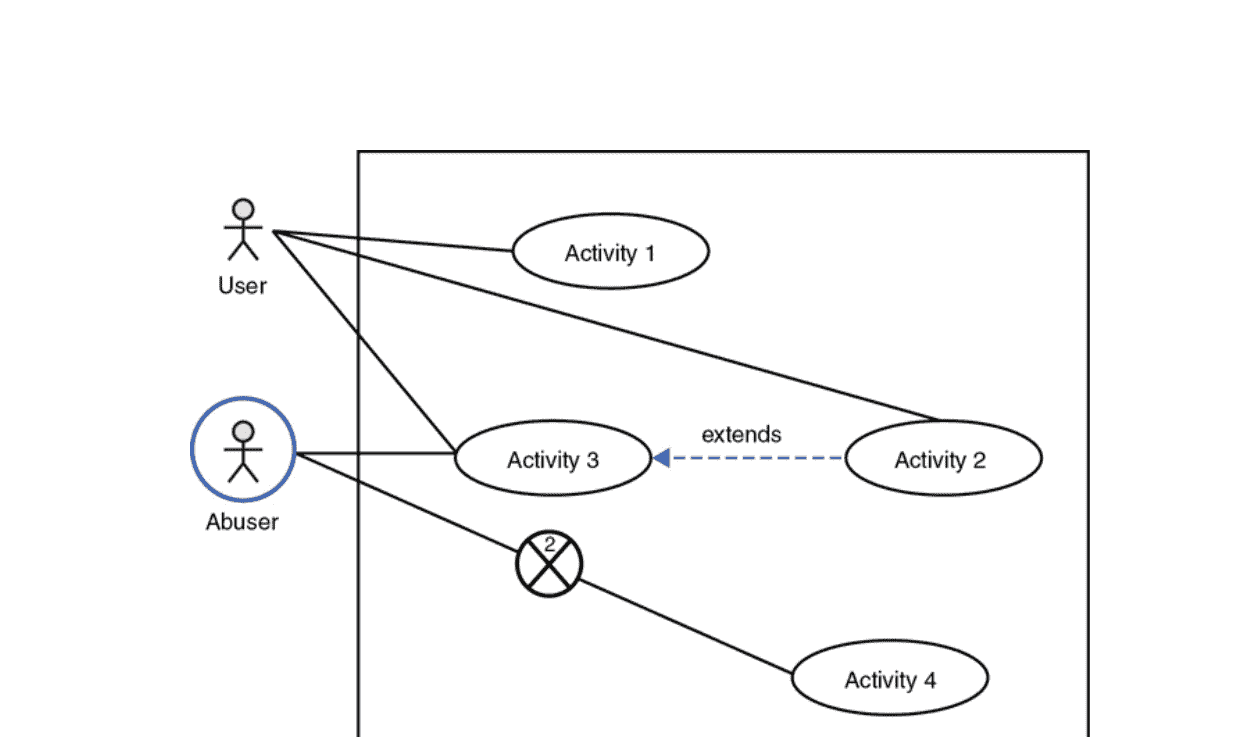 Activity 1
User
extends
Activity 3
Activity 2
Abuser
2
Activity 4